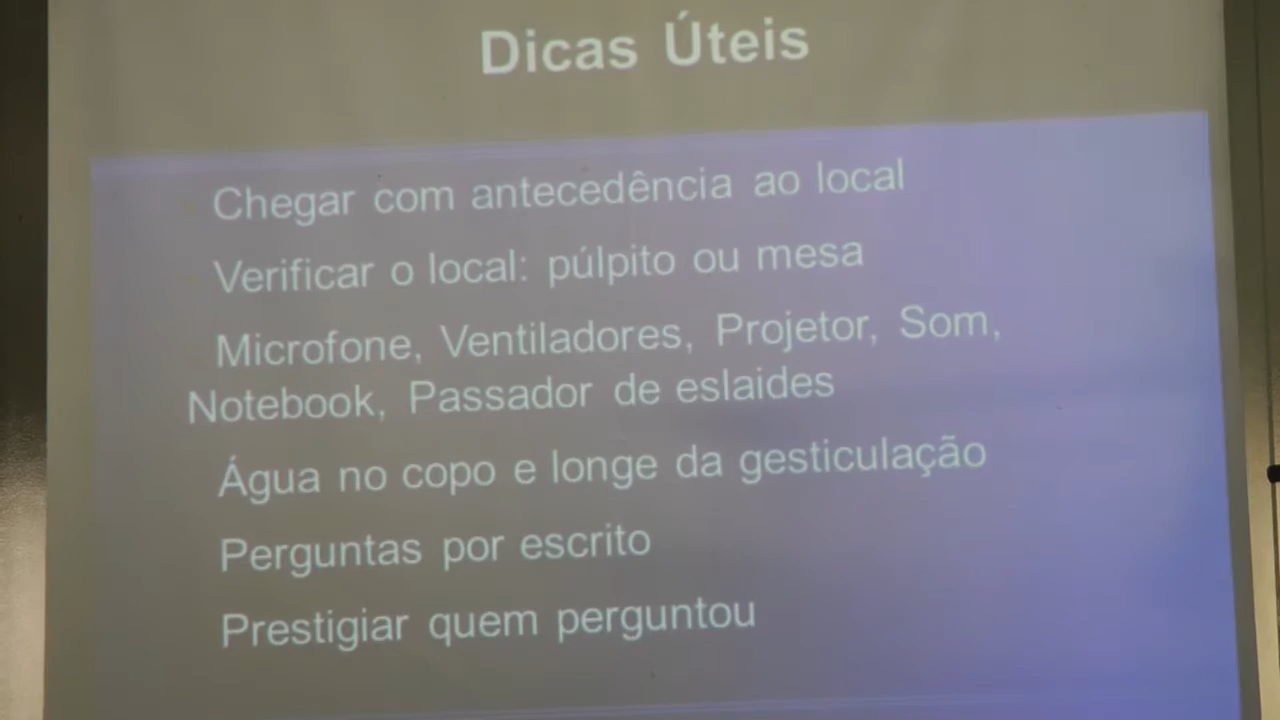 Dicas Úteis
Chegar com antecedência ao local
Verificar o local: púlpito ou mesa
Microfone, Ventiladores, Projetor, Som,
Notebook, Passador de eslaides
Água no copo e longe da gesticulação
Perguntas por escrito
Prestigiar quem perguntou